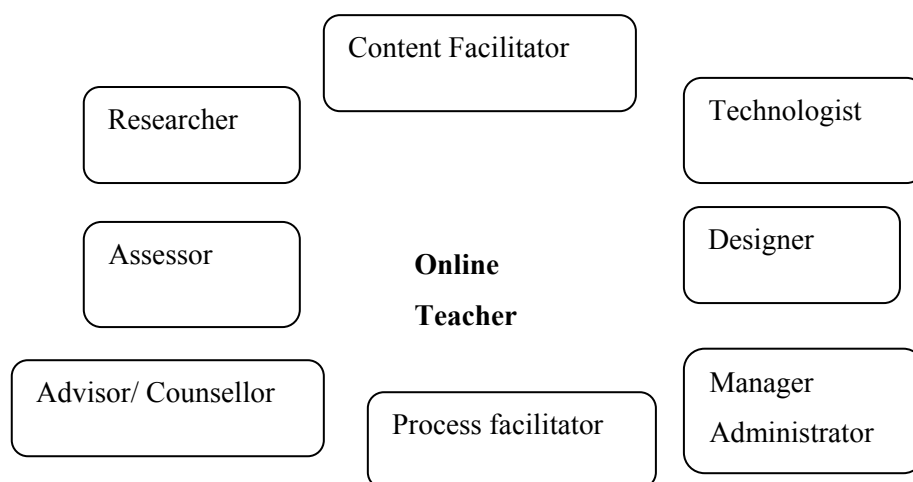 Content Facilitator
Researcher
Technologist
Assessor
Online
Teacher
Designer
Advisor/ Counsellor
Process facilitator
Manager
Administrator